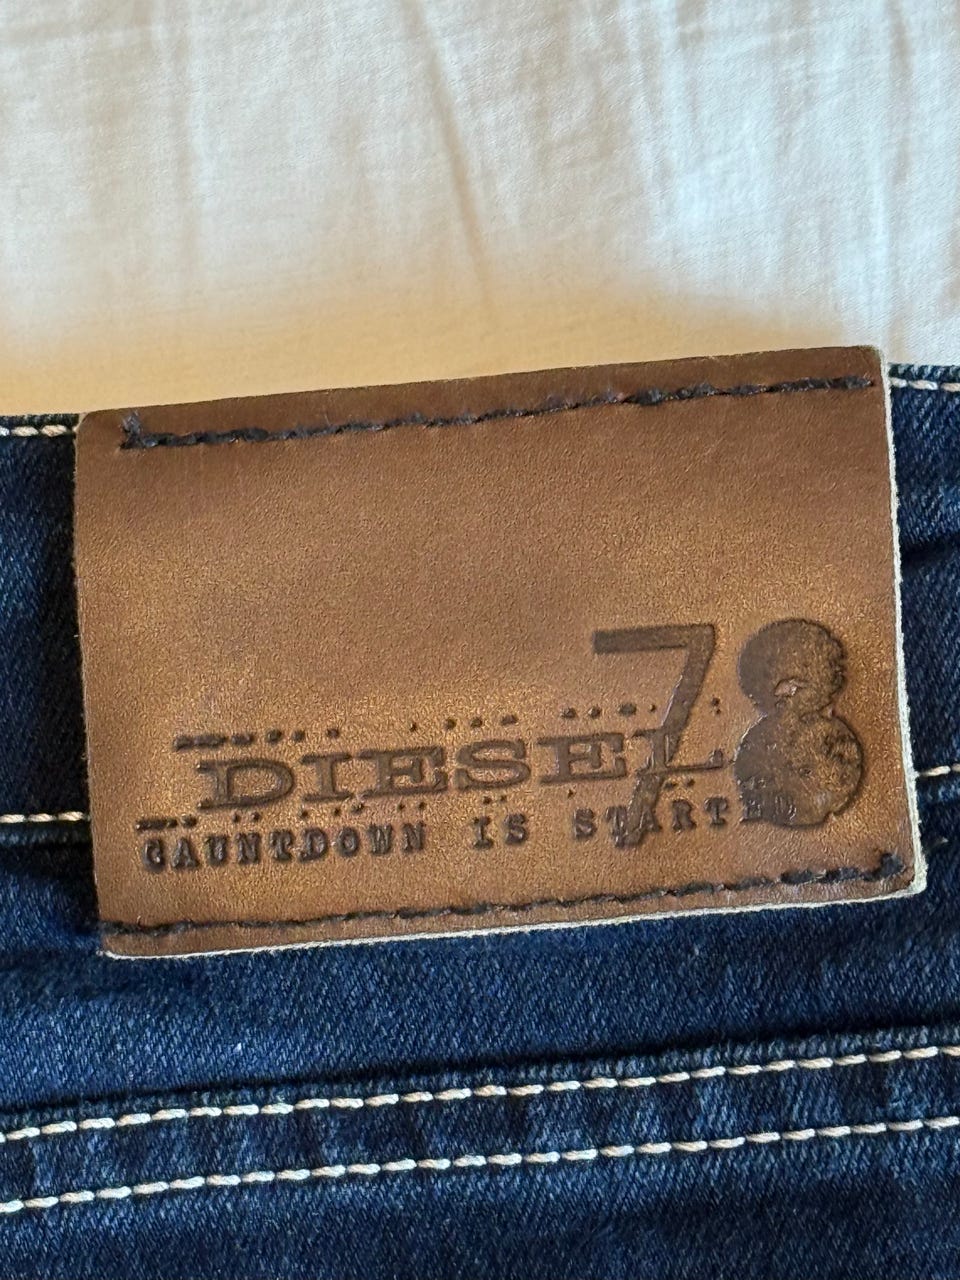 78
DIESEL
CAUNTDOWN IS STARTED